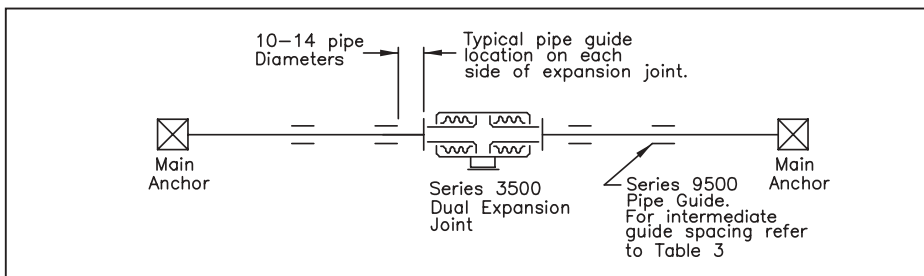 10-14 pipe
Diameters
Typical pipe guide
location on each
side of expansion joint.
Main
Anchor
Series 3500
Dual Expansion
Joint
Series 9500
Pipe Guide.
For intermediate
guide spacing refer
to Table 3
Main
Anchor